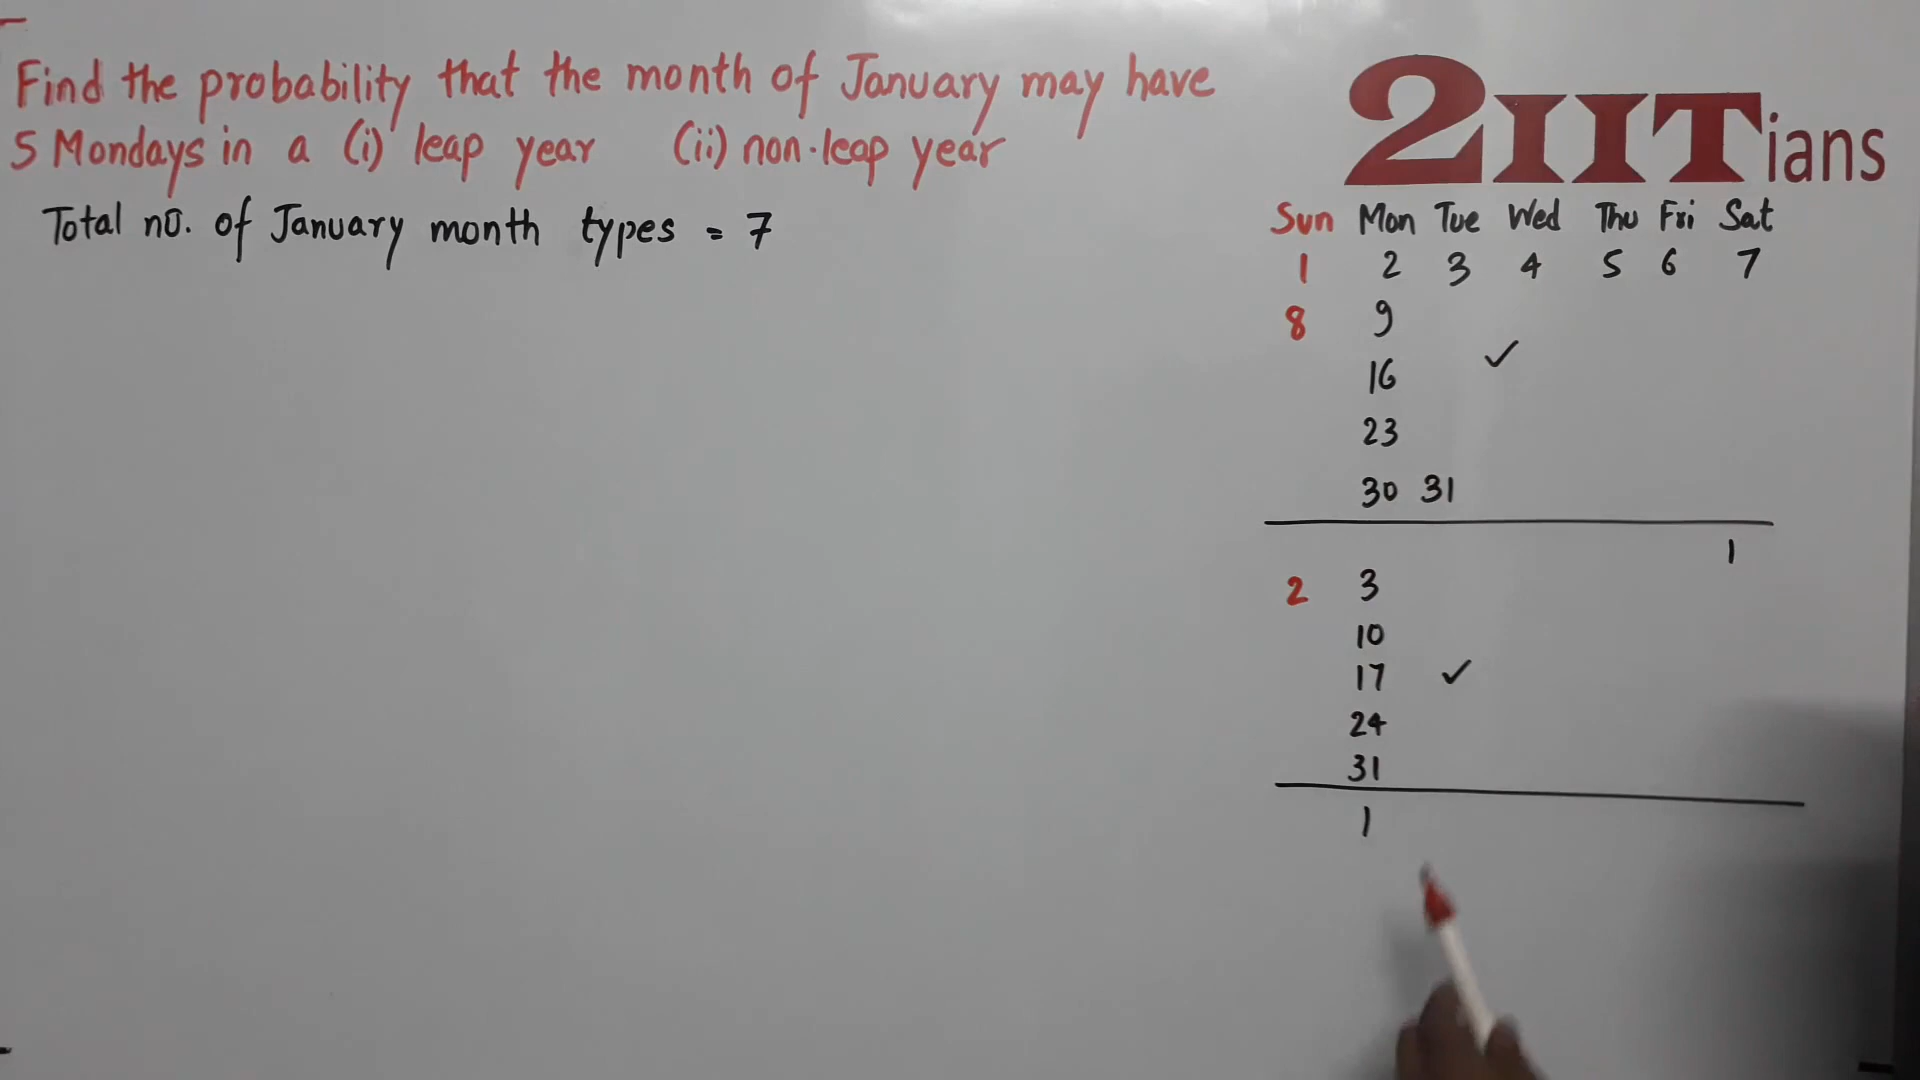 Find the probability that the month of January may have
5 Mondays in a (i) leap year (ii) non-leap year
Total no. of January month types = 7
2IITians
Sun Mon Tue Wed Thu Fri Sat
1 2 3 4 5 6 7
8 9
16 ✓
23
30 31
1
2 3
10
17 ✓
24
31
1